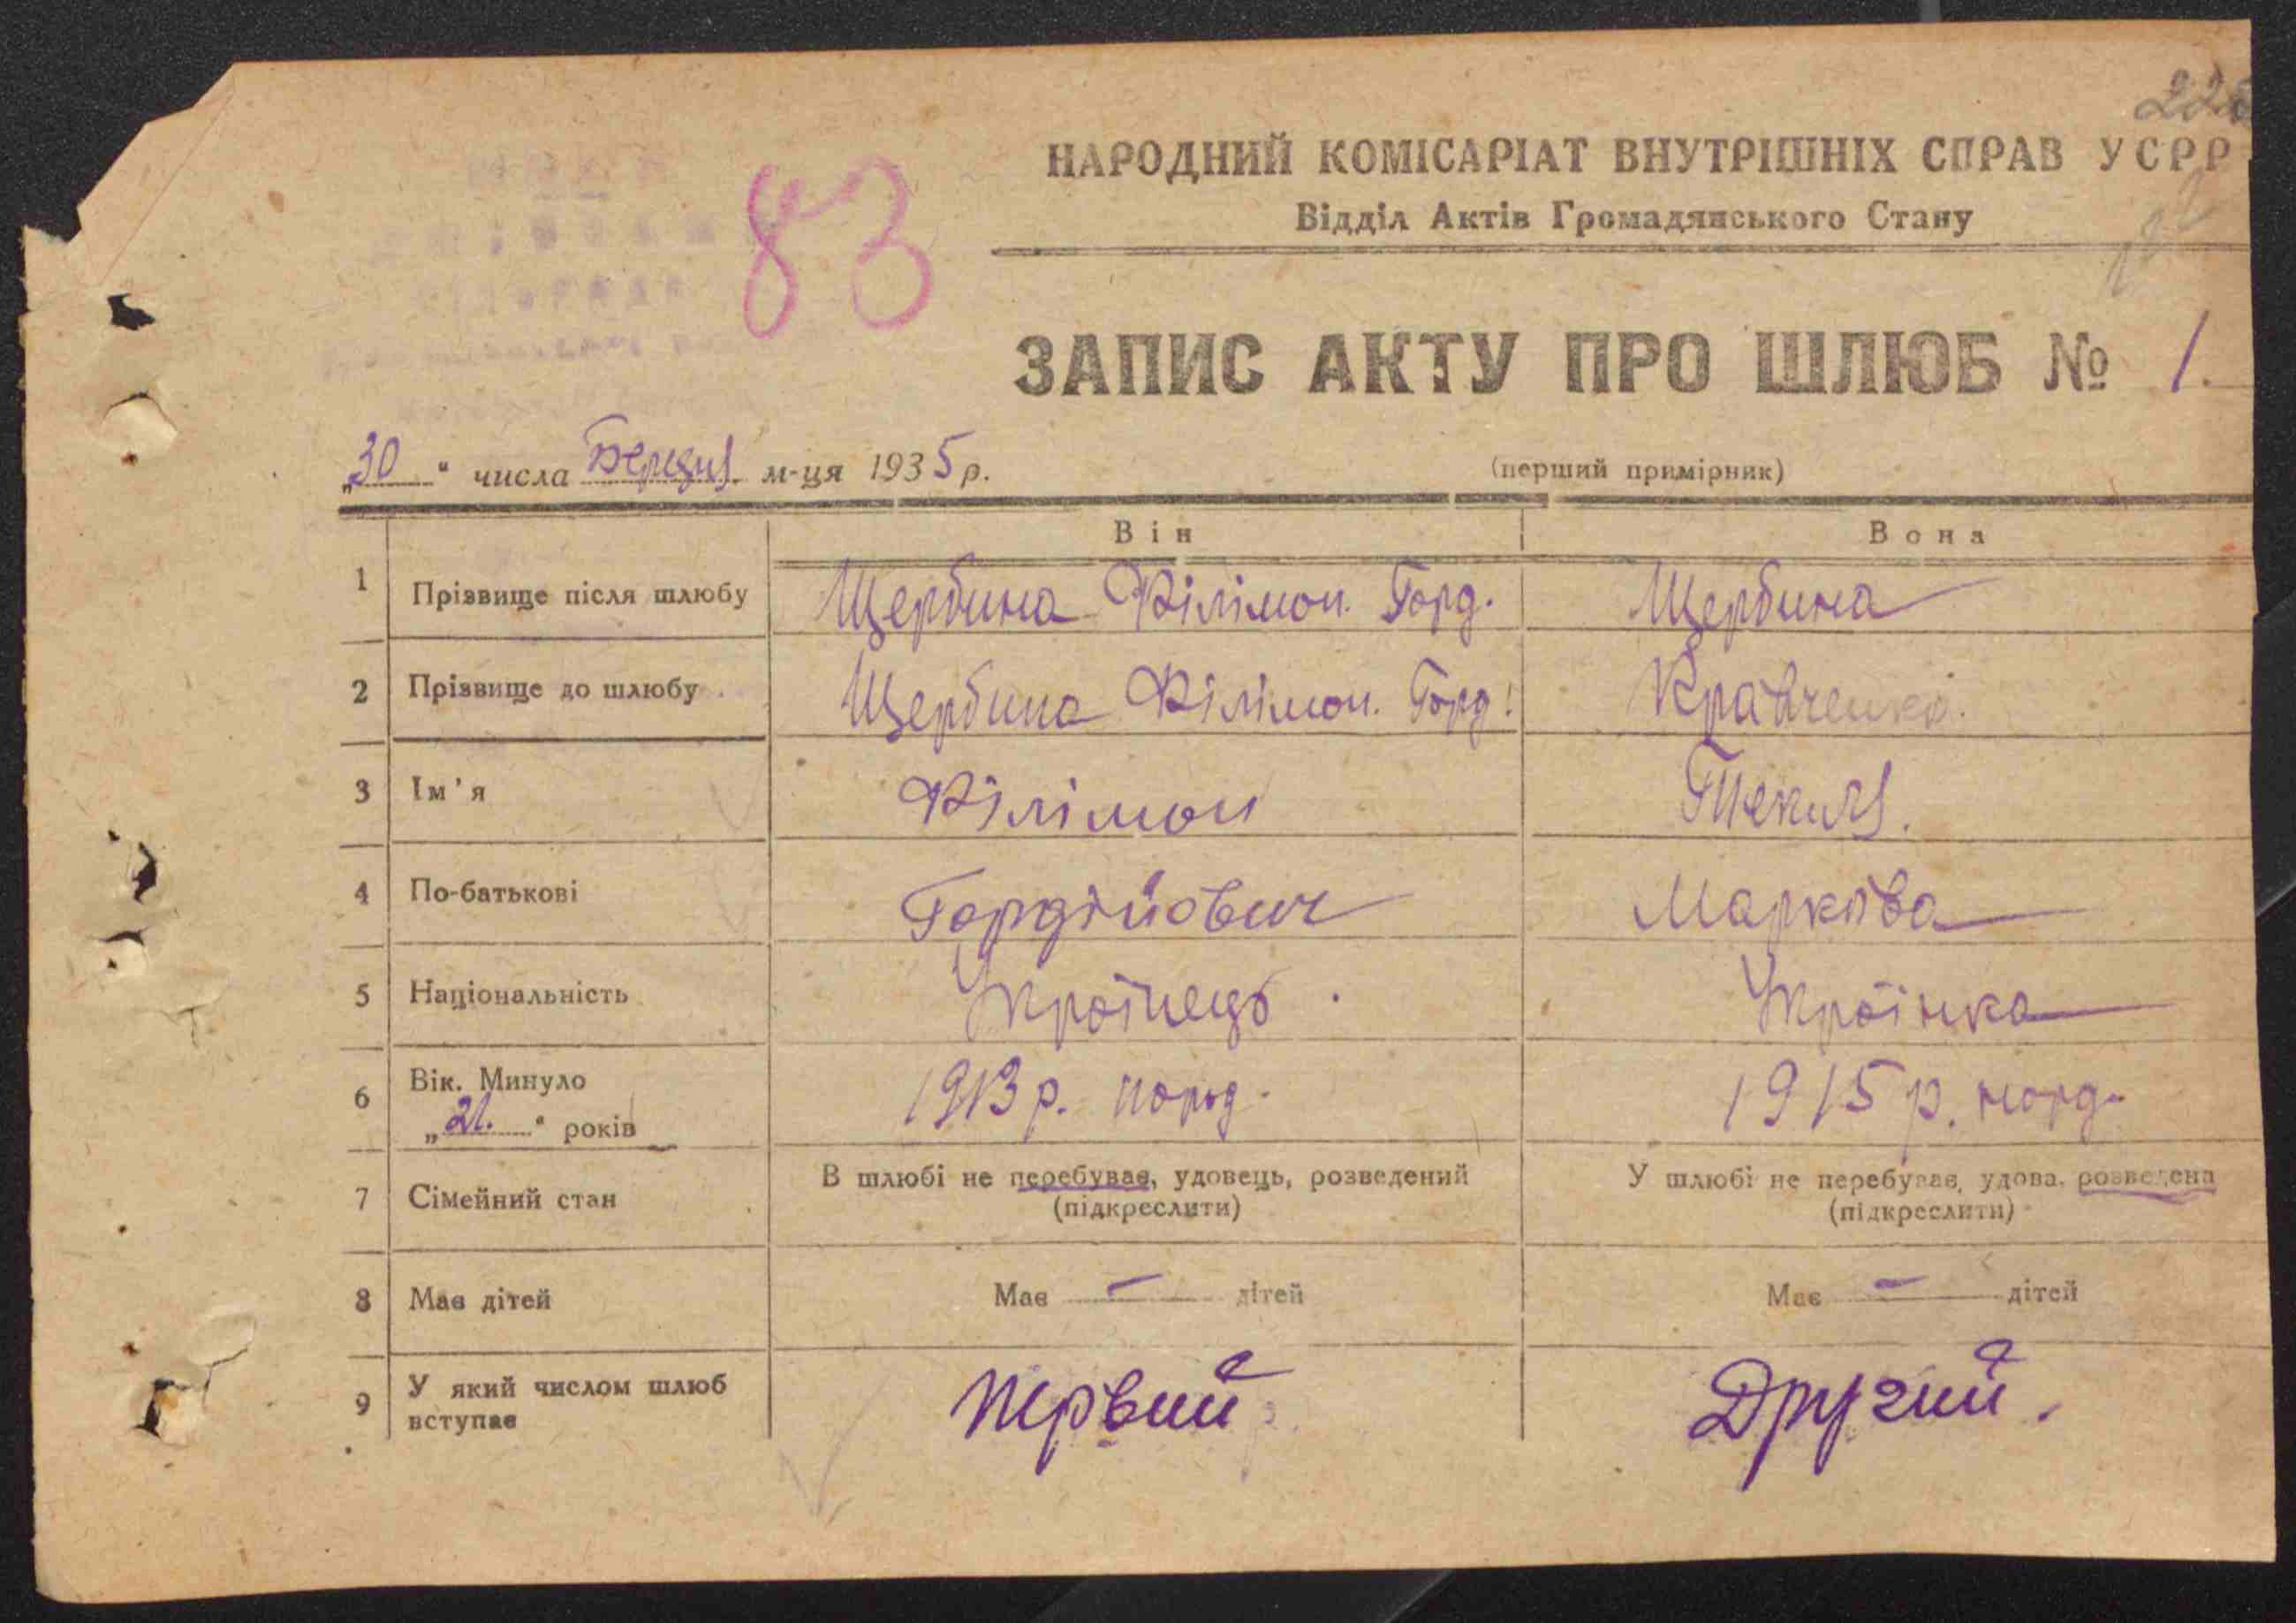 НАРОДНИЙ КОМІСАРІАТ ВНУТРІШНІХ СПРАВ УСРР
Відділ Актів Громадянського Стану
83
ЗАПИС АКТУ ПРО ШЛЮБ № 1.
„30" числа Березня м-ця 1935 р.
(перший примірник)
Він Вона
1 Прізвище після шлюбу Щербина Філімон. Горд. Щербина
2 Прізвище до шлюбу Щербина Філімон. Горд. Кравченко.
3 Ім'я Філімон Текля.
4 По-батькові Гордійович Марківа
5 Національність Українець Українка
6 Вік. Минуло 1913 р. 1915 р.
„21." років
7 Сімейний стан В шлюбі не перебуває, удовець, розведений У шлюбі не перебуває, удова, розведена
(підкреслити) (підкреслити)
8 Має дітей Має — дітей Має — дітей
9 У який числом шлюб вступає Первий Другий.